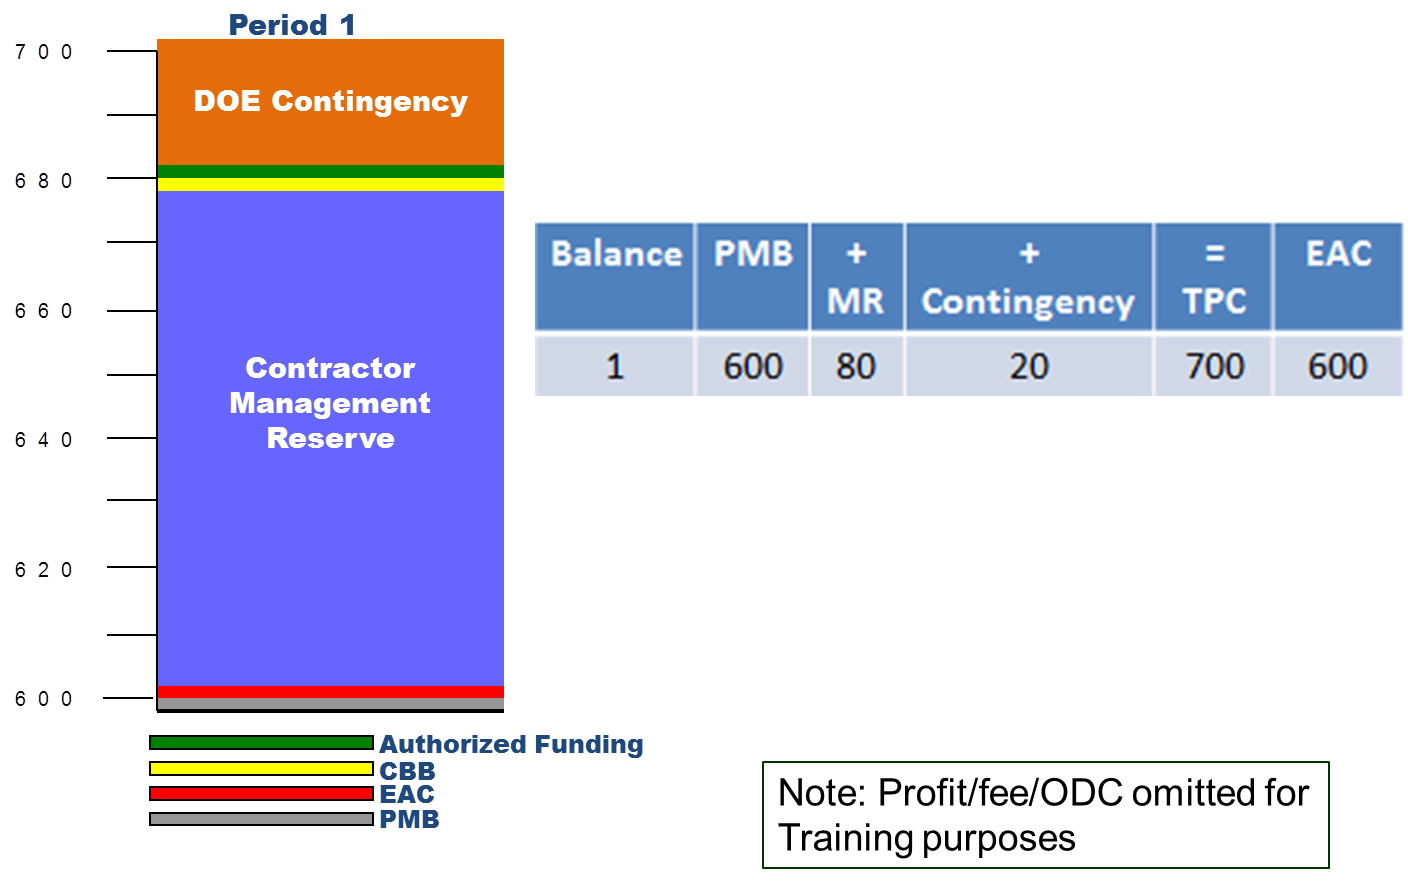 Period 1
700
DOE Contingency
680
660
Contractor
Management
Reserve
640
620
600
Authorized Funding
CBB
EAC
PMB
Balance PMB + MR + Contingency = TPC EAC
1 600 80 20 700 600
Note: Profit/fee/ODC omitted for
Training purposes